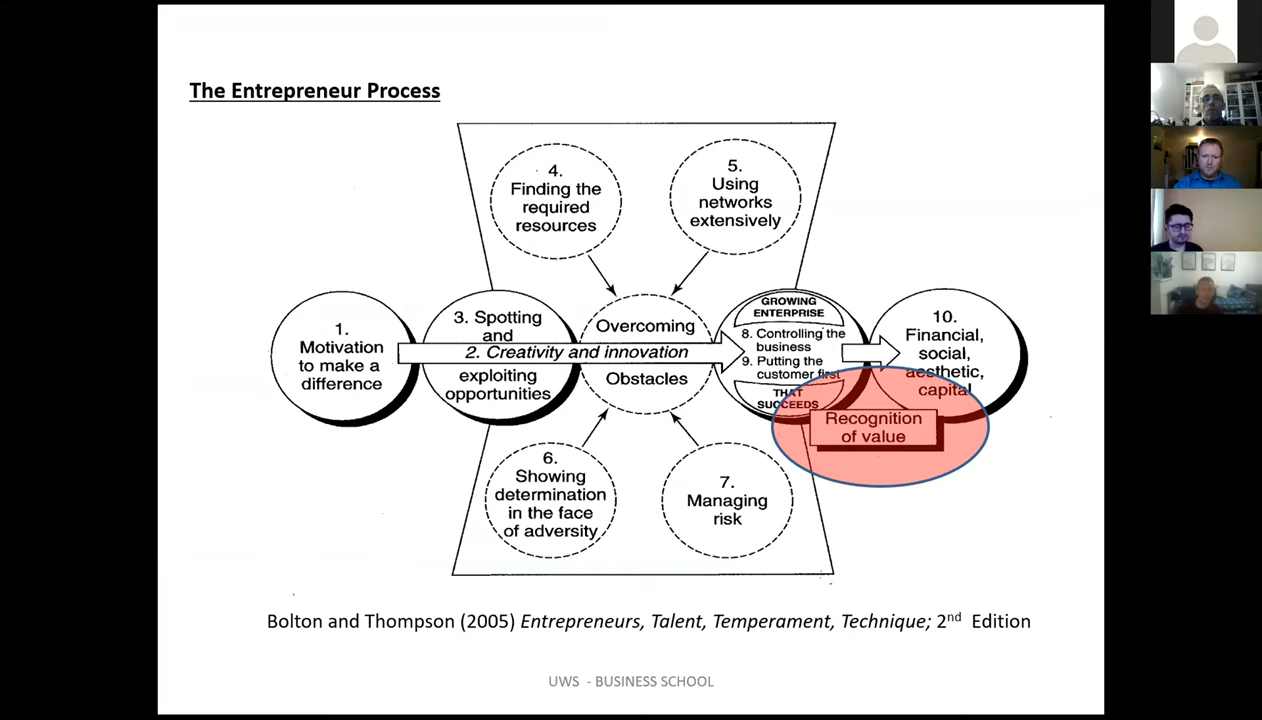 The Entrepreneur Process
4.
Finding the
required
resources
5.
Using
networks
extensively
1.
Motivation
to make a
difference
3. Spotting
and
2. Creativity and innovation
exploiting
opportunities
Overcoming
Obstacles
GROWING
ENTERPRISE
8. Controlling the
business
9. Putting the
customer first
THAT
SUCCEEDS
10.
Financial,
social,
aesthetic,
capital
Recognition
of value
6.
Showing
determination
in the face
of adversity
7.
Managing
risk
Bolton and Thompson (2005) Entrepreneurs, Talent, Temperament, Technique; 2nd Edition
UWS - BUSINESS SCHOOL